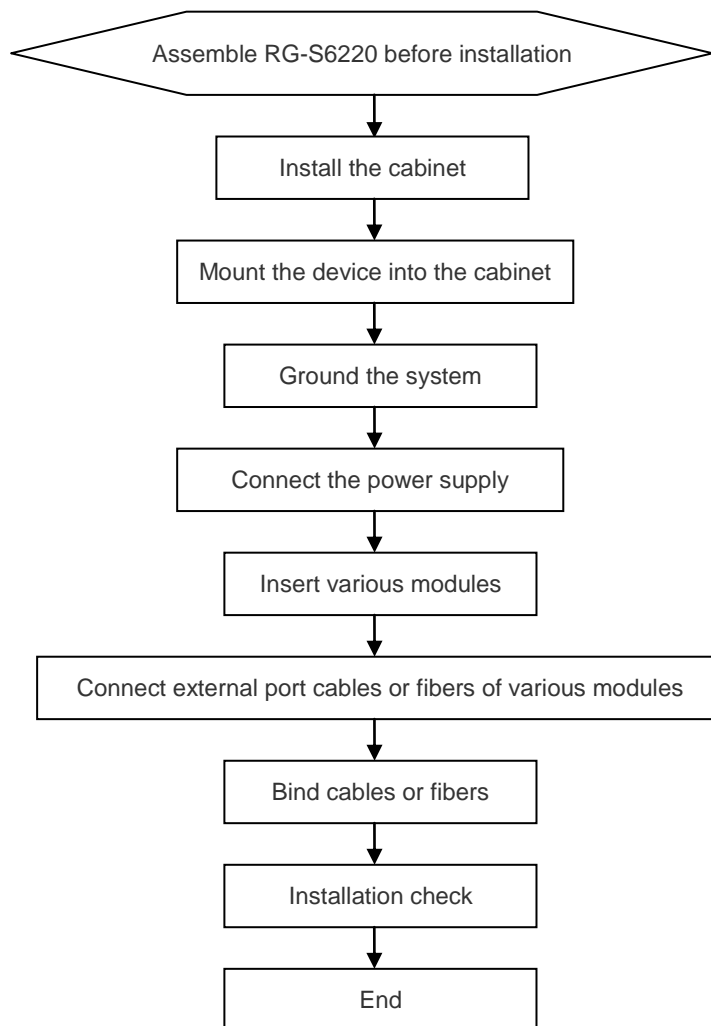 Assemble RG-S6220 before installation
Install the cabinet
Mount the device into the cabinet
Ground the system
Connect the power supply
Insert various modules
Connect external port cables or fibers of various modules
Bind cables or fibers
Installation check
End